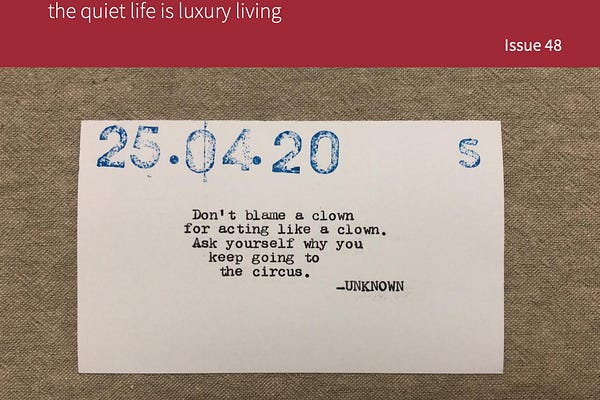 the quiet life is luxury living
Issue 48
25.04.20 S
Don't blame a clown
for acting like a clown.
Ask yourself why you
keep going to
the circus.
—UNKNOWN